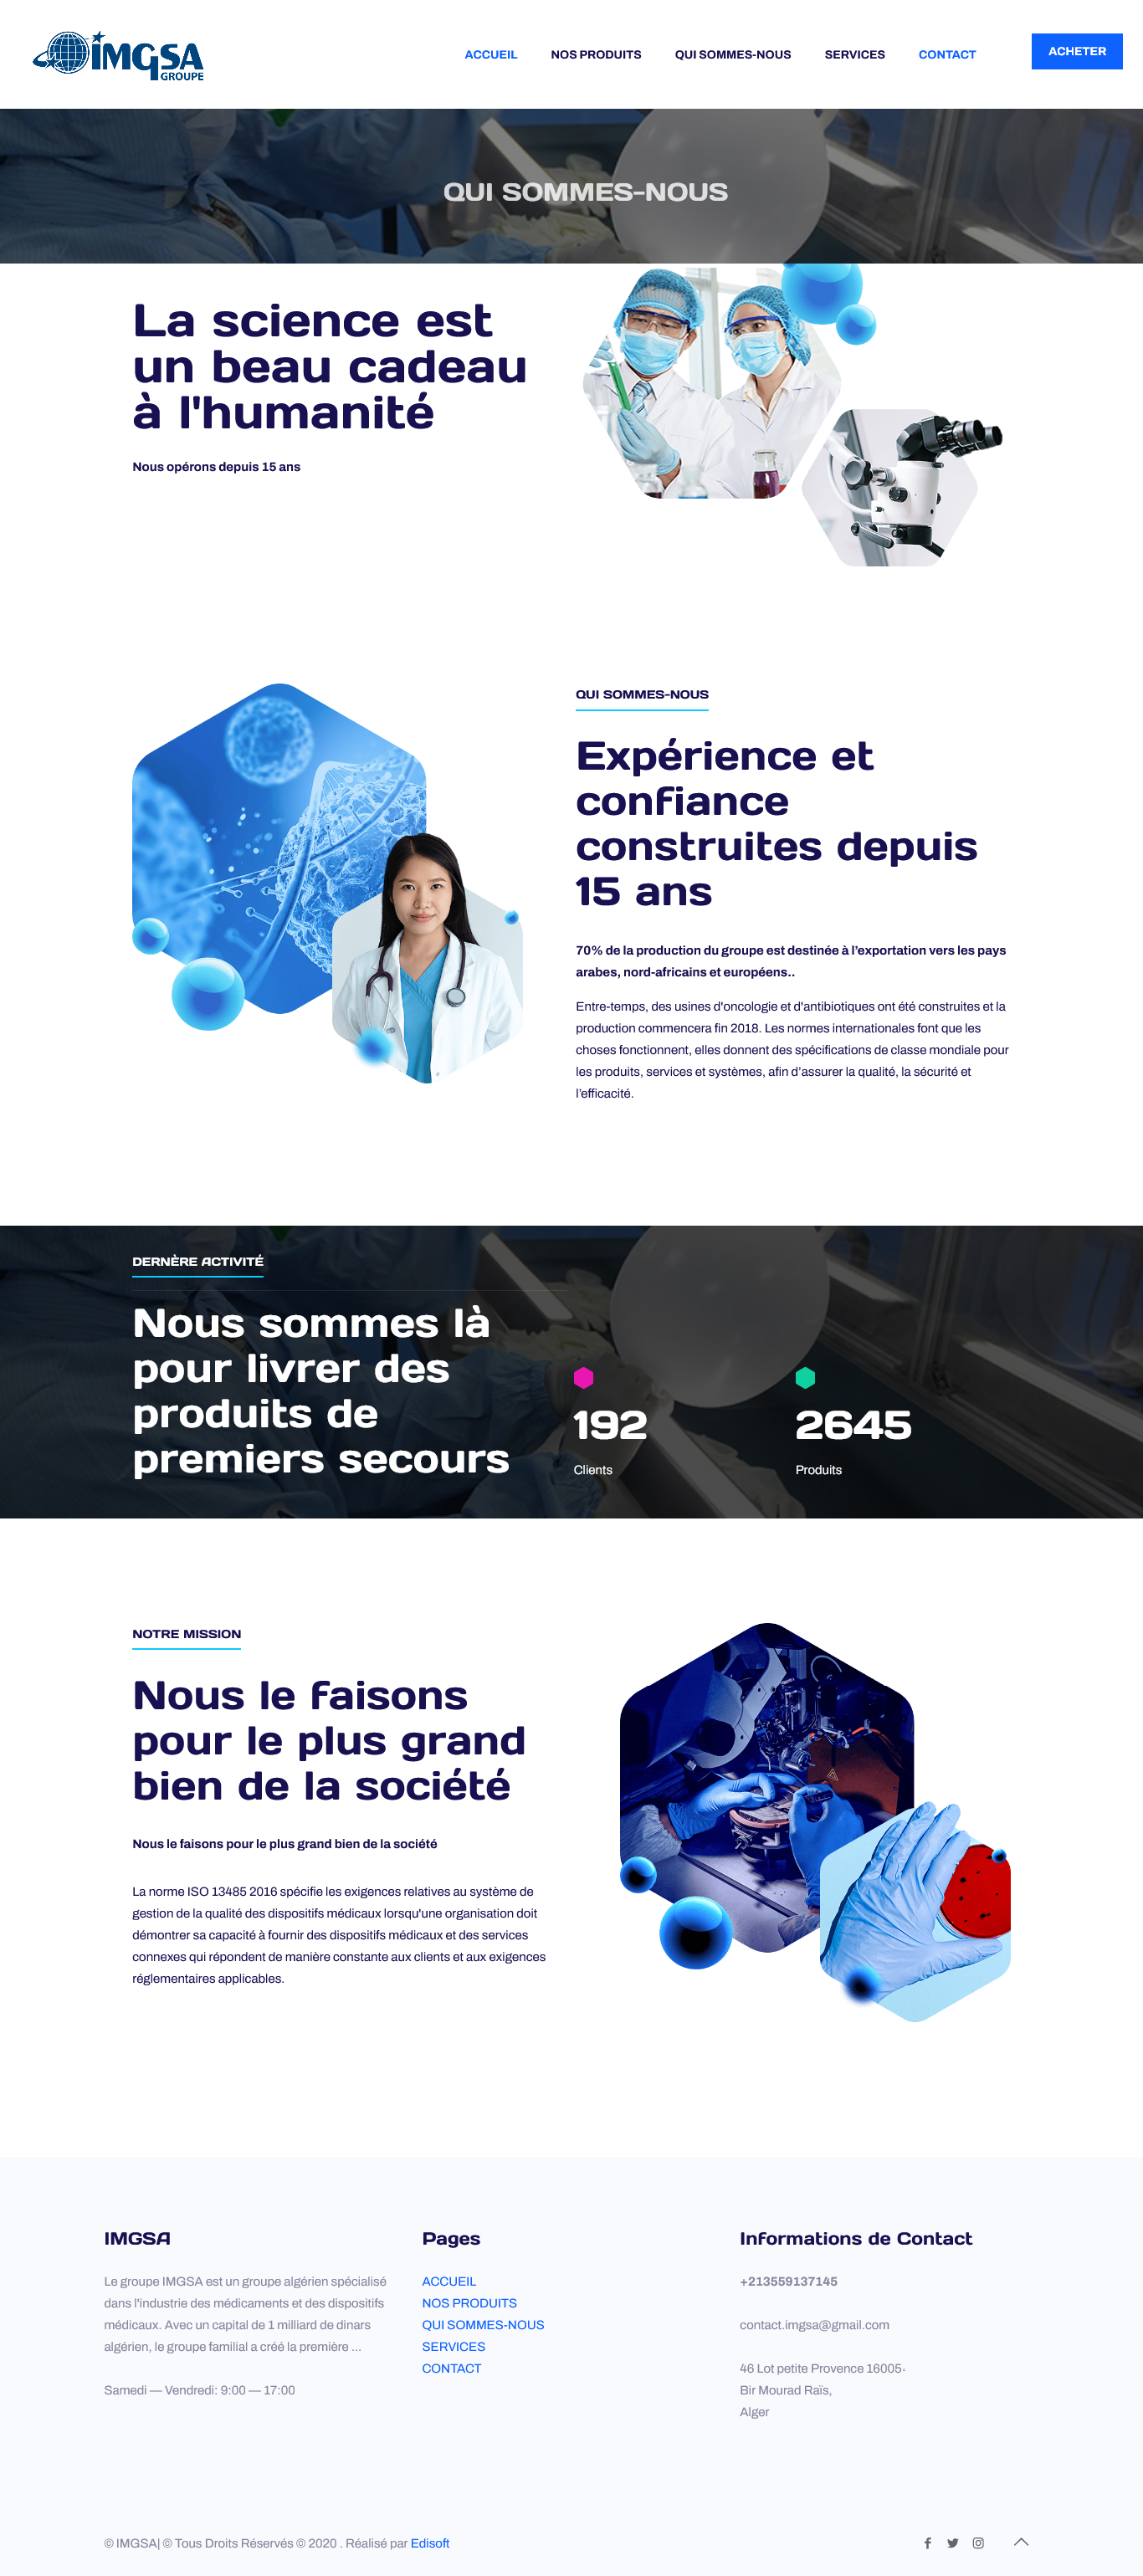 IMGSA
GROUPE
ACCUEIL
NOS PRODUITS
QUI SOMMES-NOUS
SERVICES
CONTACT
ACHETER
QUI SOMMES-NOUS
La science est
un beau cadeau
à l'humanité
Nous opérons depuis 15 ans
QUI SOMMES-NOUS
Expérience et
confiance
construites depuis
15 ans
70% de la production du groupe est destinée à l’exportation vers les pays
arabes, nord-africains et européens..
Entre-temps, des usines d'oncologie et d'antibiotiques ont été construites et la
production commencera fin 2018. Les normes internationales font que les
choses fonctionnent, elles donnent des spécifications de classe mondiale pour
les produits, services et systèmes, afin d’assurer la qualité, la sécurité et
l’efficacité.
DERNÈRE ACTIVITÉ
Nous sommes là
pour livrer des
produits de
premiers secours
192
Clients
2645
Produits
NOTRE MISSION
Nous le faisons
pour le plus grand
bien de la société
Nous le faisons pour le plus grand bien de la société
La norme ISO 13485 2016 spécifie les exigences relatives au système de
gestion de la qualité des dispositifs médicaux lorsqu'une organisation doit
démontrer sa capacité à fournir des dispositifs médicaux et des services
connexes qui répondent de manière constante aux clients et aux exigences
réglementaires applicables.
IMGSA
Le groupe IMGSA est un groupe algérien spécialisé
dans l'industrie des médicaments et des dispositifs
médicaux. Avec un capital de 1 milliard de dinars
algérien, le groupe familial a créé la première ...
Samedi — Vendredi: 9:00 — 17:00
Pages
ACCUEIL
NOS PRODUITS
QUI SOMMES-NOUS
SERVICES
CONTACT
Informations de Contact
+213559137145
contact.imgsa@gmail.com
46 Lot petite Provence 16005·
Bir Mourad Raïs,
Alger
© IMGSA| © Tous Droits Réservés © 2020 . Réalisé par Edisoft